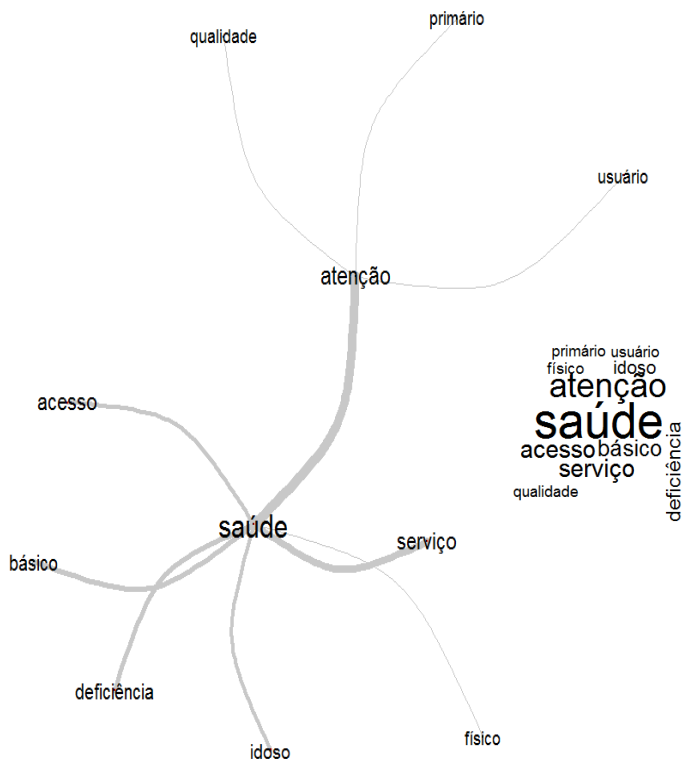 primário
qualidade
usuário
atenção
primário usuário
físico idoso
atenção
saúde
acesso básico
serviço
deficiência
qualidade
acesso
saúde
serviço
básico
deficiência
idoso
físico